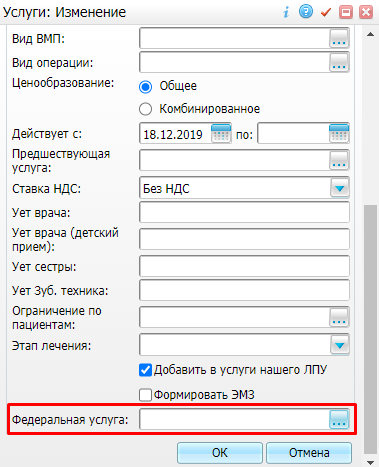 Услуги: Изменение
Вид ВМП:
Вид операции:
Ценообразование:
Общее
Комбинированное
Действует с: 18.12.2019 по:
Предшествующая
услуга:
Ставка НДС: Без НДС
Ует врача:
Ует врача (детский
прием):
Ует сестры:
Ует Зуб. техника:
Ограничение по
пациентам:
Этап лечения:
Добавить в услуги нашего ЛПУ
Формировать ЭМЗ
Федеральная услуга:
ОК Отмена